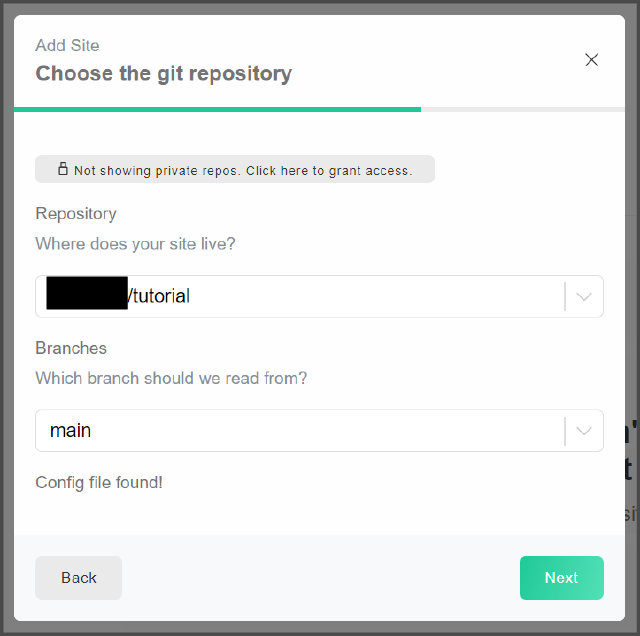 Add Site
Choose the git repository
Not showing private repos. Click here to grant access.
Repository
Where does your site live?
/tutorial
Branches
Which branch should we read from?
main
Config file found!
Back
Next